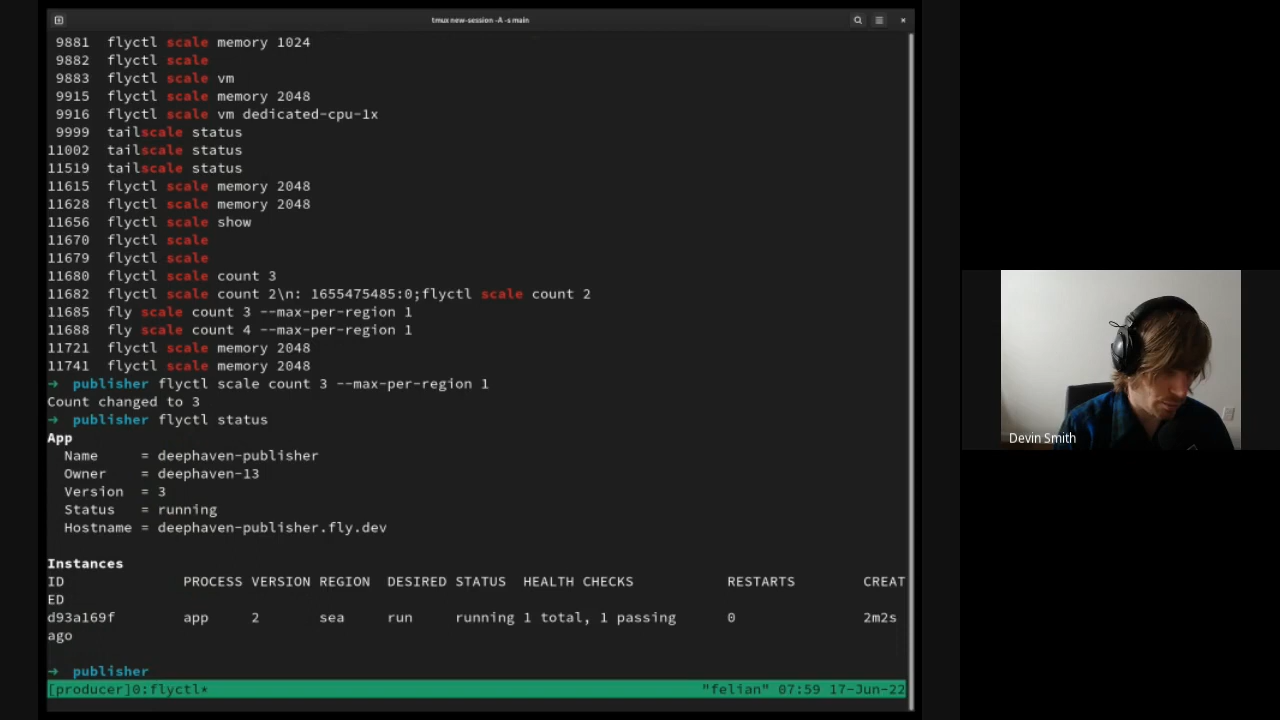 tmux new-session -A -s main
9881 flyctl scale memory 1024
9882 flyctl scale
9883 flyctl scale vm
9915 flyctl scale memory 2048
9916 flyctl scale vm dedicated-cpu-1x
9999 tailscale status
11002 tailscale status
11519 tailscale status
11615 flyctl scale memory 2048
11628 flyctl scale memory 2048
11656 flyctl scale show
11670 flyctl scale
11679 flyctl scale
11680 flyctl scale count 3
11682 flyctl scale count 2\n: 1655475485:0;flyctl scale count 2
11685 fly scale count 3 --max-per-region 1
11688 fly scale count 4 --max-per-region 1
11721 flyctl scale memory 2048
11741 flyctl scale memory 2048
→ publisher flyctl scale count 3 --max-per-region 1
Count changed to 3
→ publisher flyctl status
App
Name = deephaven-publisher
Owner = deephaven-13
Version = 3
Status = running
Hostname = deephaven-publisher.fly.dev
Instances
ID PROCESS VERSION REGION DESIRED STATUS HEALTH CHECKS RESTARTS CREAT
ED
d93a169f app 2 sea run running 1 total, 1 passing 0 2m2s
ago
→ publisher
[producer]0:flyctl* "felian" 07:59 17-Jun-22
Devin Smith